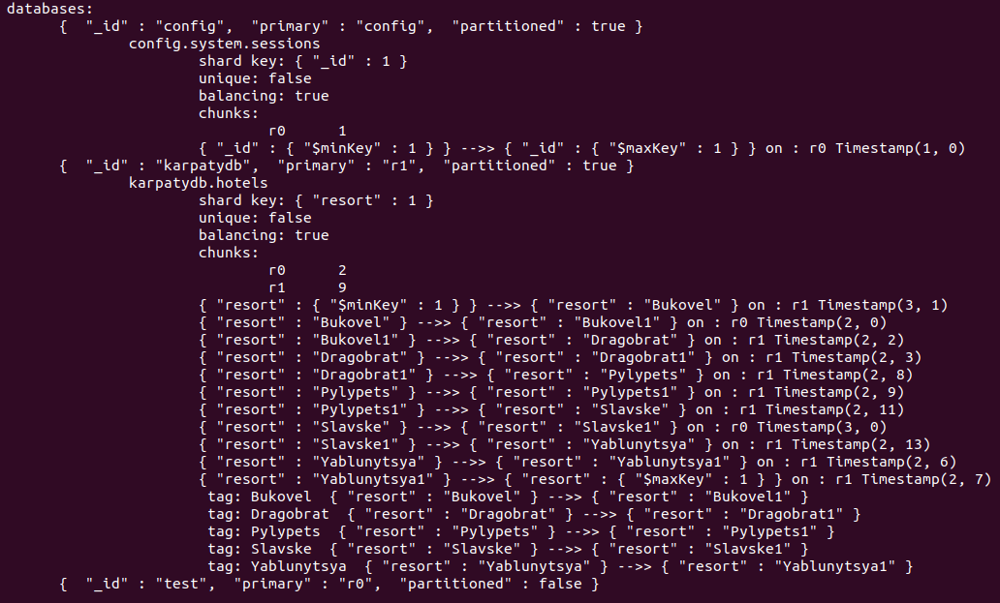 databases:
{  "_id" : "config",  "primary" : "config",  "partitioned" : true }
config.system.sessions
shard key: { "_id" : 1 }
unique: false
balancing: true
chunks:
r0      1
{ "_id" : { "$minKey" : 1 } } -->> { "_id" : { "$maxKey" : 1 } } on : r0 Timestamp(1, 0)
{  "_id" : "karpatydb",  "primary" : "r1",  "partitioned" : true }
karpatydb.hotels
shard key: { "resort" : 1 }
unique: false
balancing: true
chunks:
r0      2
r1      9
{ "resort" : { "$minKey" : 1 } } -->> { "resort" : "Bukovel" } on : r1 Timestamp(3, 1)
{ "resort" : "Bukovel" } -->> { "resort" : "Bukovel1" } on : r0 Timestamp(2, 0)
{ "resort" : "Bukovel1" } -->> { "resort" : "Dragobrat" } on : r1 Timestamp(2, 2)
{ "resort" : "Dragobrat" } -->> { "resort" : "Dragobrat1" } on : r1 Timestamp(2, 3)
{ "resort" : "Dragobrat1" } -->> { "resort" : "Pylypets" } on : r1 Timestamp(2, 8)
{ "resort" : "Pylypets" } -->> { "resort" : "Pylypets1" } on : r1 Timestamp(2, 9)
{ "resort" : "Pylypets1" } -->> { "resort" : "Slavske" } on : r1 Timestamp(2, 11)
{ "resort" : "Slavske" } -->> { "resort" : "Slavske1" } on : r0 Timestamp(3, 0)
{ "resort" : "Slavske1" } -->> { "resort" : "Yablunytsya" } on : r1 Timestamp(2, 13)
{ "resort" : "Yablunytsya" } -->> { "resort" : "Yablunytsya1" } on : r1 Timestamp(2, 6)
{ "resort" : "Yablunytsya1" } -->> { "resort" : { "$maxKey" : 1 } } on : r1 Timestamp(2, 7)
tag: Bukovel  { "resort" : "Bukovel" } -->> { "resort" : "Bukovel1" }
tag: Dragobrat  { "resort" : "Dragobrat" } -->> { "resort" : "Dragobrat1" }
tag: Pylypets  { "resort" : "Pylypets" } -->> { "resort" : "Pylypets1" }
tag: Slavske  { "resort" : "Slavske" } -->> { "resort" : "Slavske1" }
tag: Yablunytsya  { "resort" : "Yablunytsya" } -->> { "resort" : "Yablunytsya1" }
{  "_id" : "test",  "primary" : "r0",  "partitioned" : false }